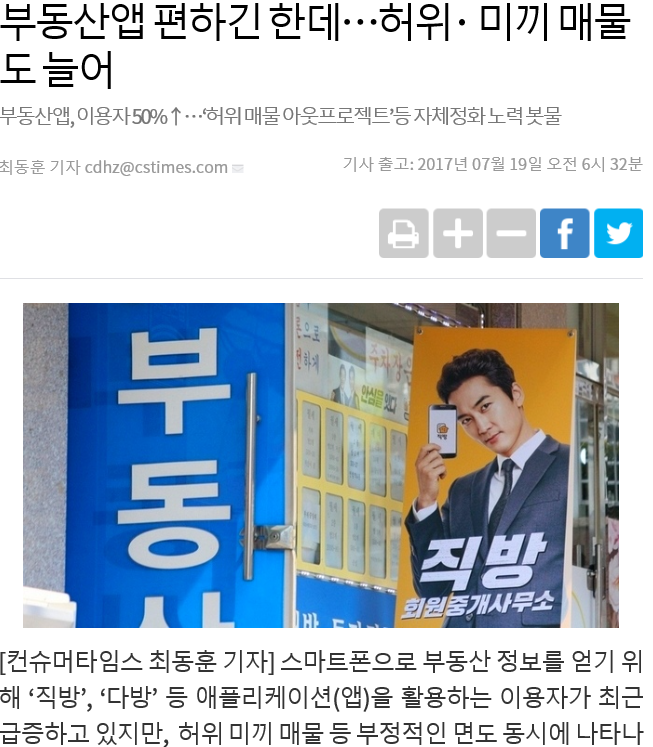 부동산앱 편하긴 한데…허위· 미끼 매물
도 늘어
부동산앱, 이용자 50%↑…‘허위 매물 아웃프로젝트’등 자체정화 노력 봇물
최동훈 기자 cdhz@cstimes.com
기사 출고: 2017년 07월 19일 오전 6시 32분
부동산
안심을
직방
회원중개사무소
[컨슈머타임스 최동훈 기자] 스마트폰으로 부동산 정보를 얻기 위
해 ‘직방’, ‘다방’ 등 애플리케이션(앱)을 활용하는 이용자가 최근
급증하고 있지만, 허위 미끼 매물 등 부정적인 면도 동시에 나타나